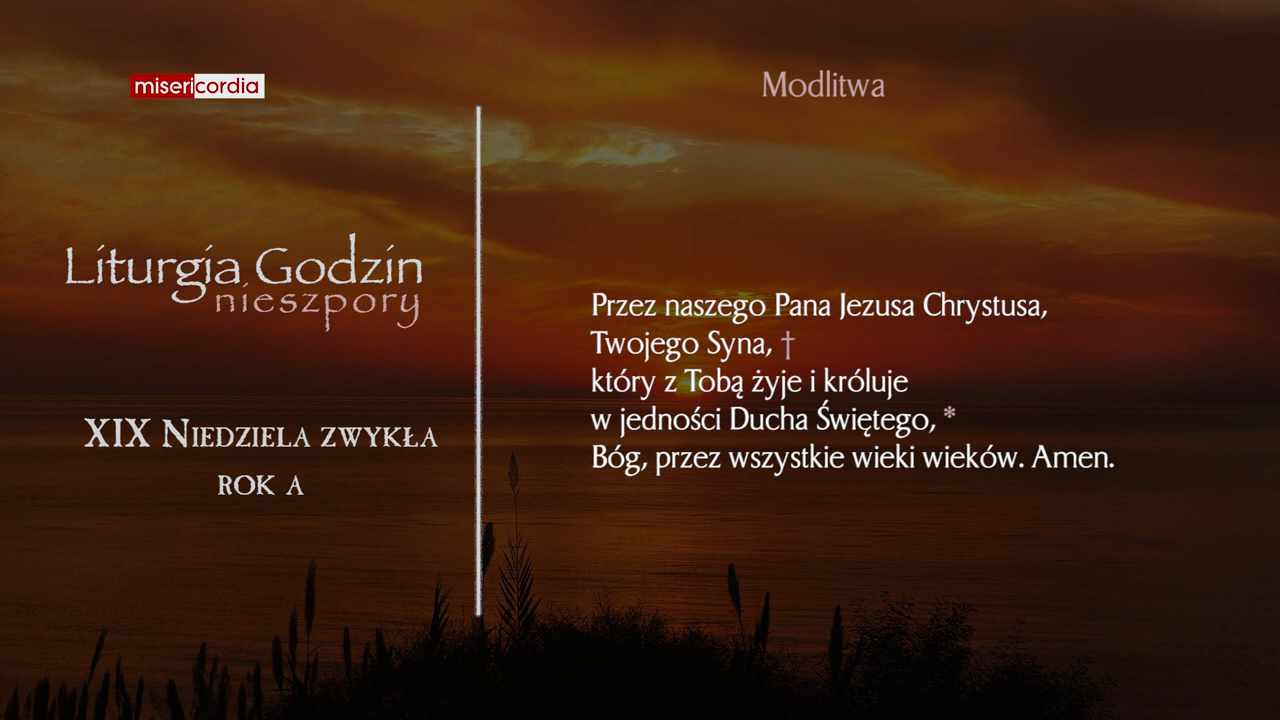 misericordia
Modlitwa
Liturgia Godzin
nieszpory
XIX Niedziela zwykła
rok A
Przez naszego Pana Jezusa Chrystusa,
Twojego Syna, †
który z Tobą żyje i króluje
w jedności Ducha Świętego, *
Bóg, przez wszystkie wieki wieków. Amen.